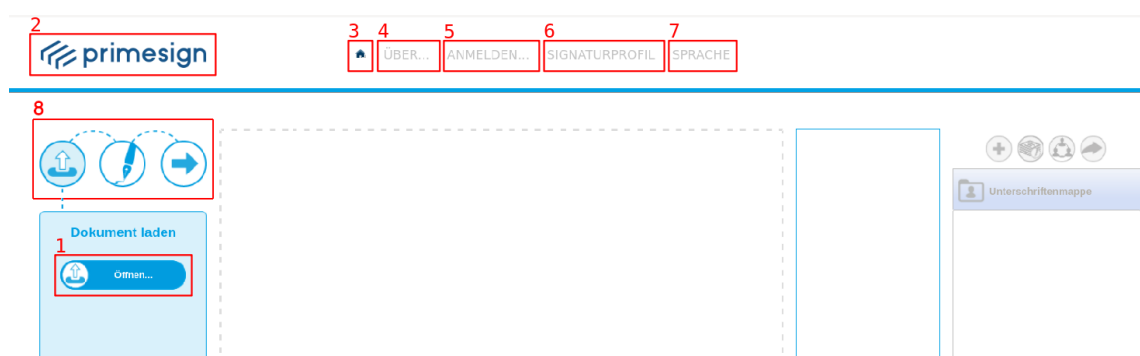 2
primesign
3 4 5 6 7
ÜBER... ANMELDEN... SIGNATURPROFIL SPRACHE
8
Unterschriftenmappe
Dokument laden
1
Öffnen...